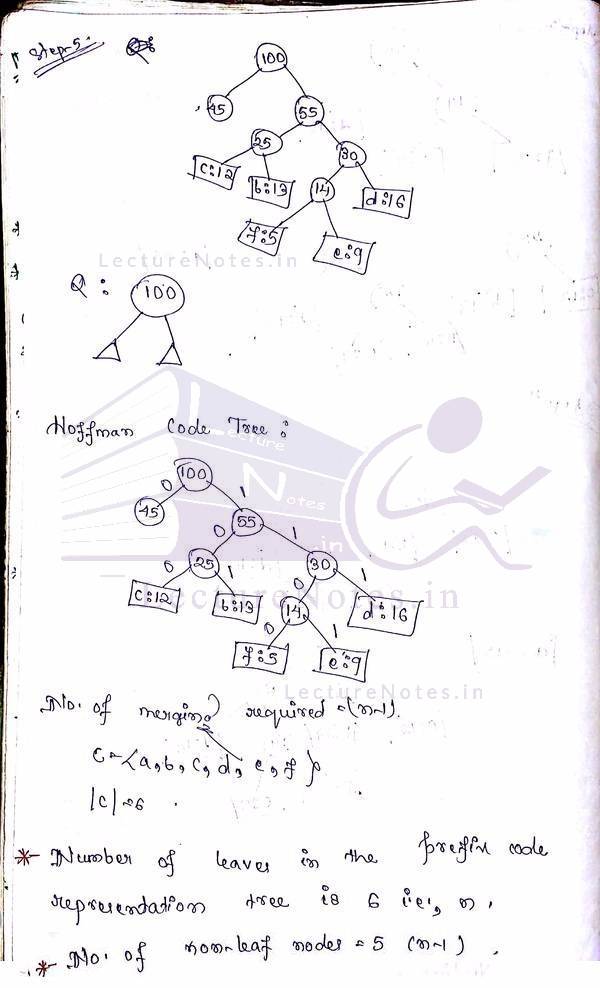 Step-5:
100
45
55
25
30
c:12
b:13
14
d:16
f:5
e:9
LectureNotes.in
Q :
100
Hoffman Code Tree :
100
0 1
45
55
0 1
25
30
0 1 0 1
c:12
b:13
14
d:16
0 1
f:5
e:9
Lecture
Notes
.in
LectureNotes.in
LectureNotes.in
No. of merging required = (n-1).
C = {a, b, c, d, e, f}
|C| = 6
* Number of leaves in the prefix code
representation tree is 6 i.e., n.
* No. of non-leaf nodes = 5 (n-1).